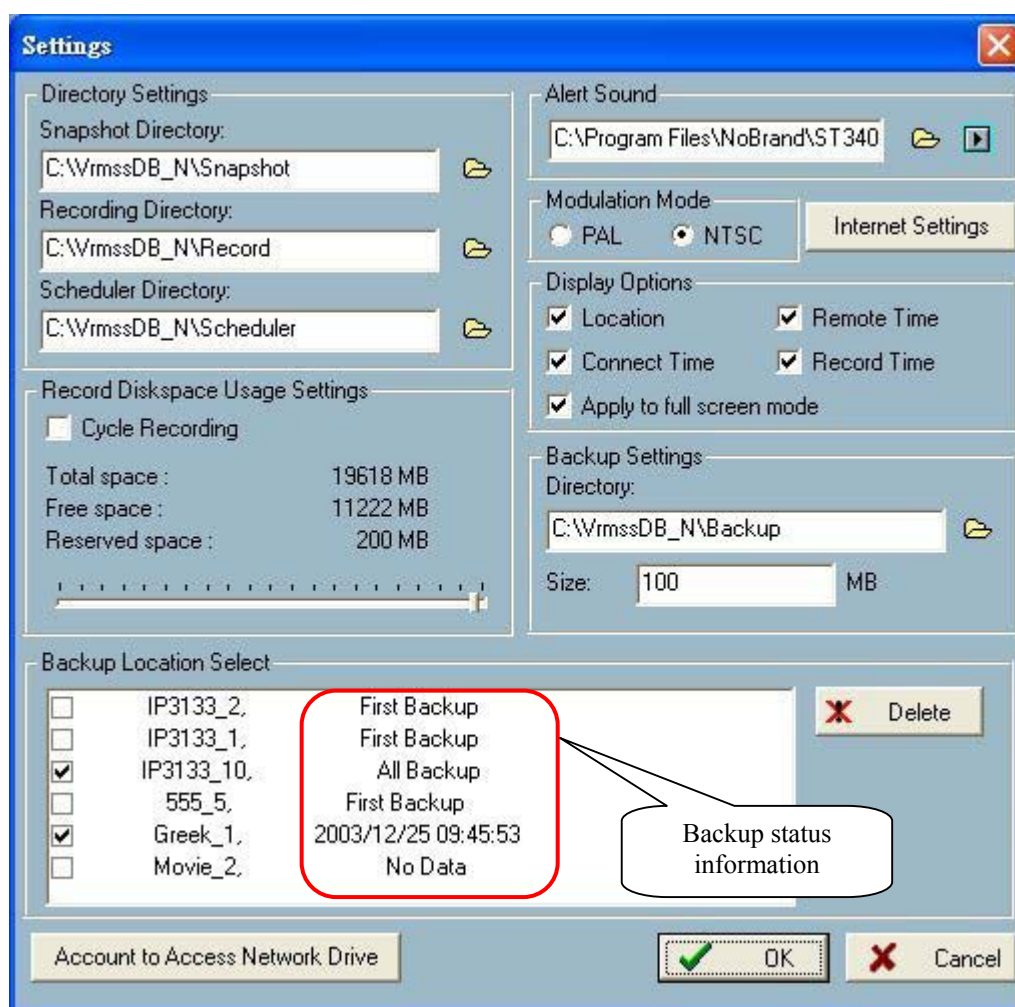 Settings
Directory Settings
Snapshot Directory:
C:\VrmssDB_N\Snapshot
Recording Directory:
C:\VrmssDB_N\Record
Scheduler Directory:
C:\VrmssDB_N\Scheduler
Record Diskspace Usage Settings
Cycle Recording
Total space : 19618 MB
Free space : 11222 MB
Reserved space : 200 MB
Alert Sound
C:\Program Files\NoBrand\ST340
Modulation Mode
PAL NTSC
Internet Settings
Display Options
Location Remote Time
Connect Time Record Time
Apply to full screen mode
Backup Settings
Directory:
C:\VrmssDB_N\Backup
Size: 100 MB
Backup Location Select
IP3133_2, First Backup
IP3133_1, First Backup
IP3133_10, All Backup
555_5, First Backup
Greek_1, 2003/12/25 09:45:53
Movie_2, No Data
Delete
Backup status
information
Account to Access Network Drive
OK
Cancel